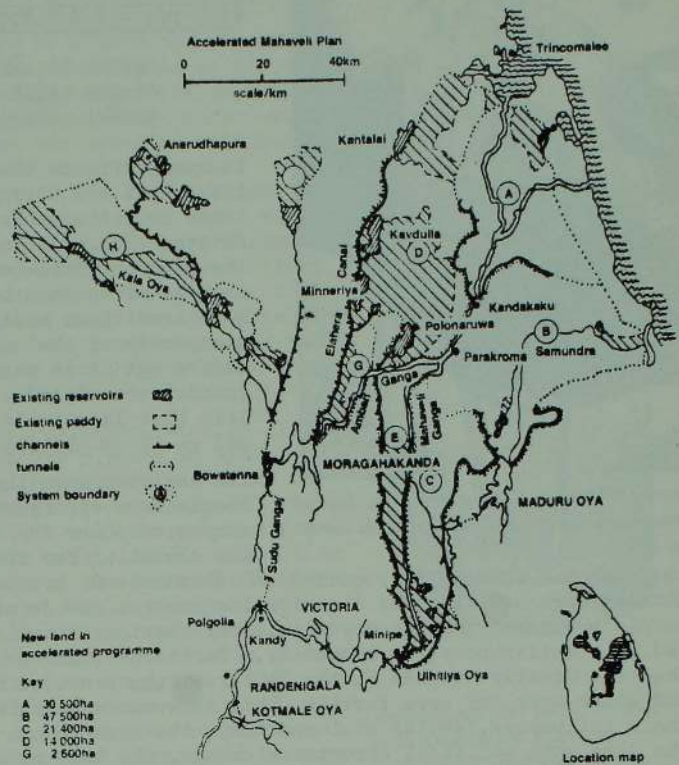 Accelerated Mahaveli Plan
0 20 40km
scale/km
Trincomalee
Anarudhapura
Kantalai
A
H
Kala Oya
Kavdulla
D
Minneriya
Canal
Elahera
Kandakaku
Polonaruwa
B
G
Parakroma
Samundra
Ganga
Amban
Mahaveli
Ganga
E
MORAGAHAKANDA
C
Bowatenna
MADURU OYA
Sudu Ganga
Existing reservoirs
Existing paddy
channels
tunnels
System boundary
A
VICTORIA
Polgolla
Kandy
Minipe
Ulhitiya Oya
RANDENIGALA
KOTMALE OYA
New land in
accelerated programme
Key
A 30 500ha
B 47 500ha
C 21 400ha
D 14 000ha
G 2 600ha
Location map